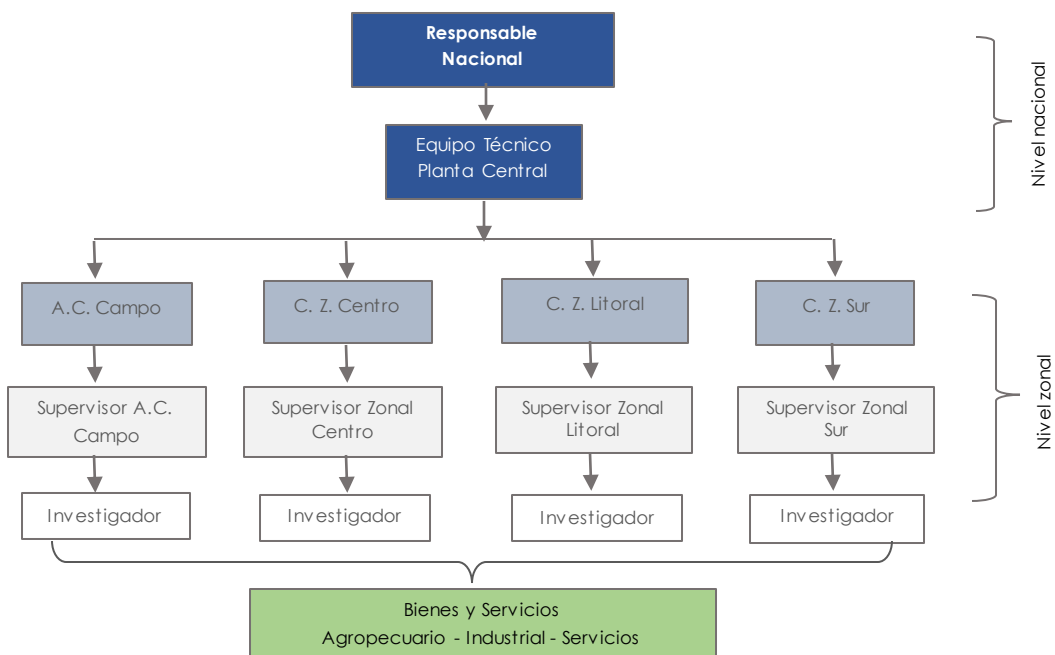 Responsable
Nacional
Nivel nacional
Equipo Técnico
Planta Central
A.C. Campo
C. Z. Centro
C. Z. Litoral
C. Z. Sur
Nivel zonal
Supervisor A.C.
Campo
Supervisor Zonal
Centro
Supervisor Zonal
Litoral
Supervisor Zonal
Sur
Investigador
Investigador
Investigador
Investigador
Bienes y Servicios
Agropecuario - Industrial - Servicios